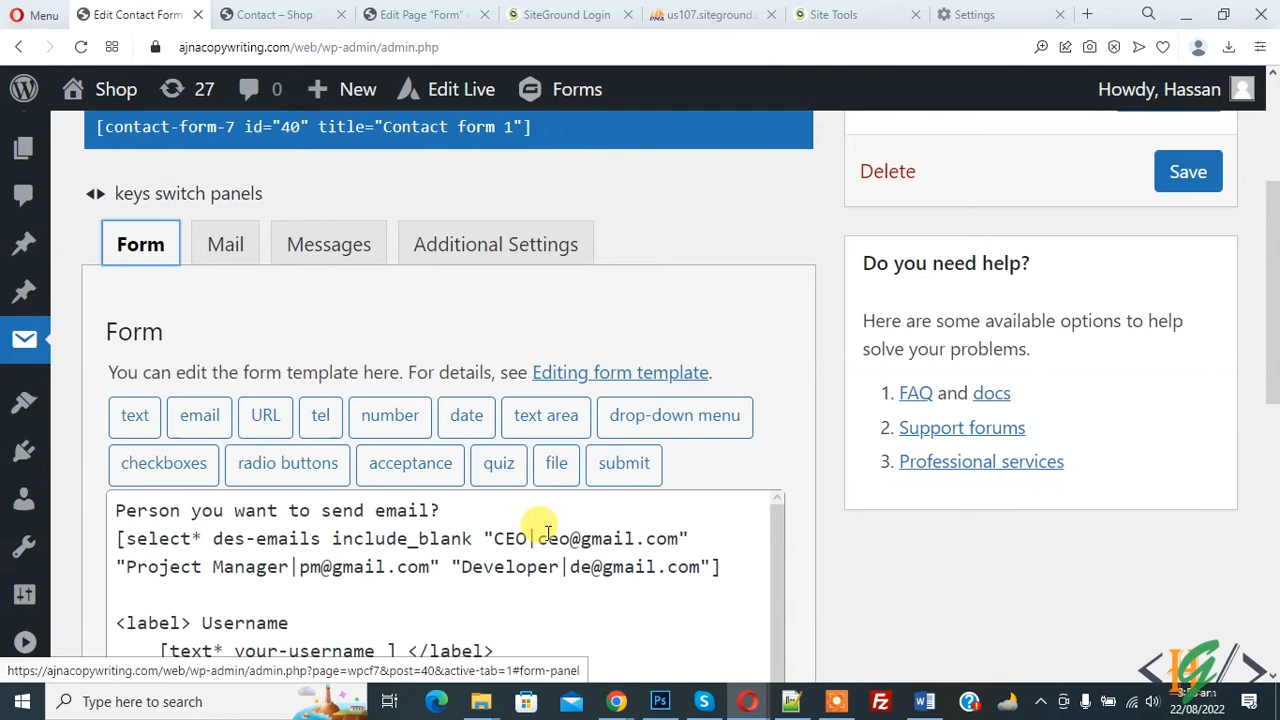 Menu
Edit Contact Form
Contact – Shop
Edit Page “Form”
SiteGround Login
us107.siteground.
Site Tools
Settings
ajnacopywriting.com/web/wp-admin/admin.php
Shop
27
0
New
Edit Live
Forms
Howdy, Hassan
[contact-form-7 id="40" title="Contact form 1"]
Delete
Save
keys switch panels
Form
Mail
Messages
Additional Settings
Do you need help?
Here are some available options to help
solve your problems.
1. FAQ and docs
2. Support forums
3. Professional services
Form
You can edit the form template here. For details, see Editing form template.
text
email
URL
tel
number
date
text area
drop-down menu
checkboxes
radio buttons
acceptance
quiz
file
submit
Person you want to send email?
[select* des-emails include_blank "CEO|ceo@gmail.com"
"Project Manager|pm@gmail.com" "Developer|de@gmail.com"]
<label> Username
[text* your-username ] </label>
https://ajnacopywriting.com/web/wp-admin/admin.php?page=wpcf7&post=40&active-tab=1#form-panel
Type here to search
22/08/2022